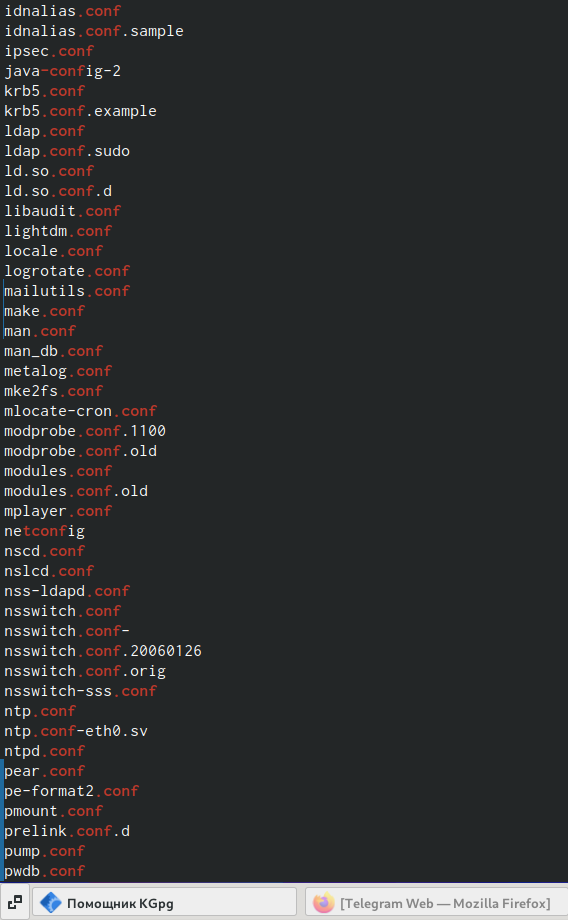 idnalias.conf
idnalias.conf.sample
ipsec.conf
java-config-2
krb5.conf
krb5.conf.example
ldap.conf
ldap.conf.sudo
ld.so.conf
ld.so.conf.d
libaudit.conf
lightdm.conf
locale.conf
logrotate.conf
mailutils.conf
make.conf
man.conf
man_db.conf
metalog.conf
mke2fs.conf
mlocate-cron.conf
modprobe.conf.1100
modprobe.conf.old
modules.conf
modules.conf.old
mplayer.conf
netconfig
nscd.conf
nslcd.conf
nss-ldapd.conf
nsswitch.conf
nsswitch.conf-
nsswitch.conf.20060126
nsswitch.conf.orig
nsswitch-sss.conf
ntp.conf
ntp.conf-eth0.sv
ntpd.conf
pear.conf
pe-format2.conf
pmount.conf
prelink.conf.d
pump.conf
pwdb.conf
Помощник KGpg
[Telegram Web — Mozilla Firefox]